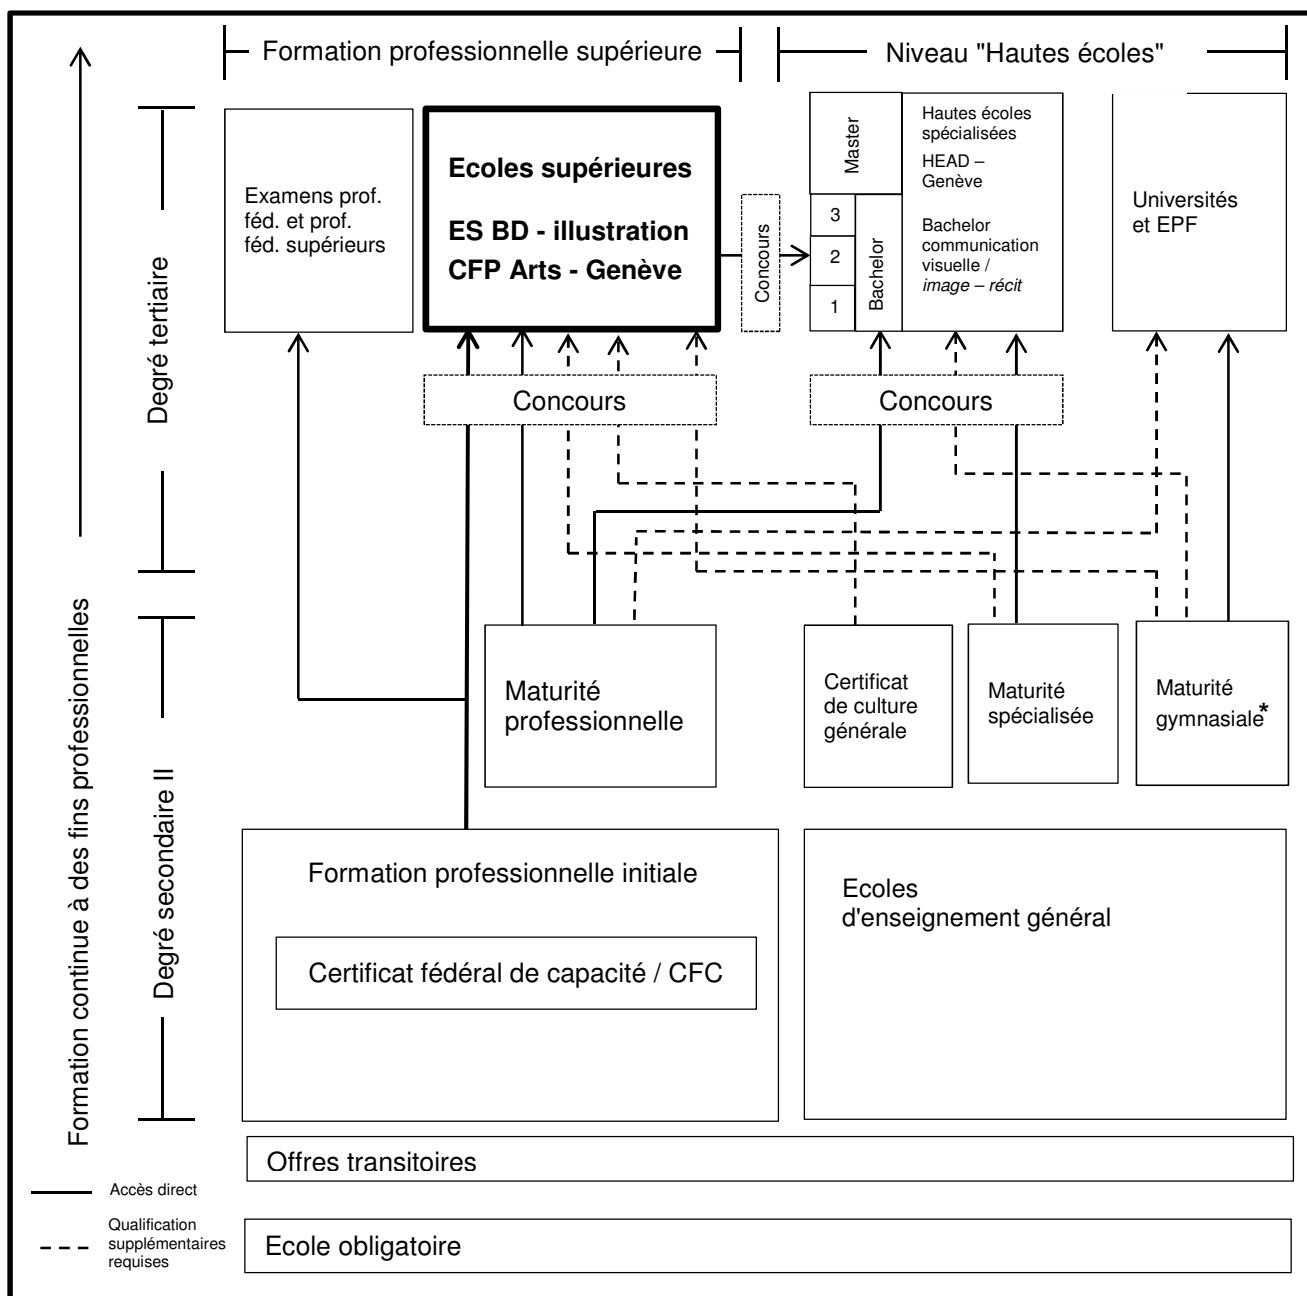 Formation professionnelle supérieure
Niveau "Hautes écoles"
Formation continue à des fins professionnelles
Degré tertiaire
Degré secondaire II
Examens prof.
féd. et prof.
féd. supérieurs
Ecoles supérieures
ES BD - illustration
CFP Arts - Genève
Concours
Master
3
2
1
Bachelor
Hautes écoles
spécialisées
HEAD –
Genève
Bachelor
communication
visuelle /
image – récit
Universités
et EPF
Concours
Concours
Maturité
professionnelle
Certificat
de culture
générale
Maturité
spécialisée
Maturité
gymnasiale*
Formation professionnelle initiale
Certificat fédéral de capacité / CFC
Ecoles
d'enseignement général
Offres transitoires
Accès direct
Qualification
supplémentaires
requises
Ecole obligatoire